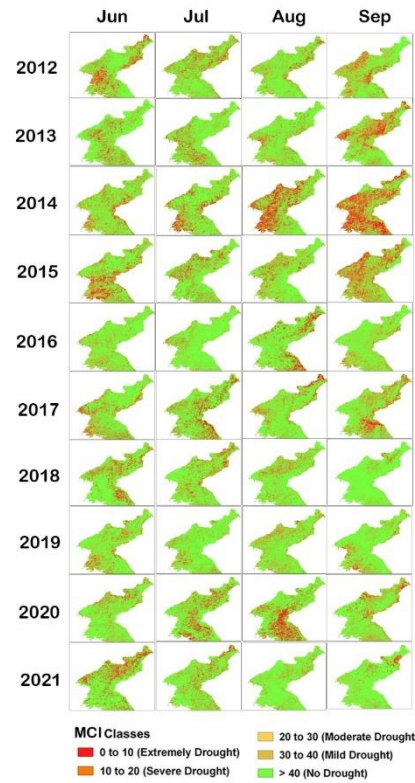 Jun Jul Aug Sep
2012
2013
2014
2015
2016
2017
2018
2019
2020
2021
MCI Classes
0 to 10 (Extremely Drought)
10 to 20 (Severe Drought)
20 to 30 (Moderate Drought
30 to 40 (Mild Drought)
> 40 (No Drought)